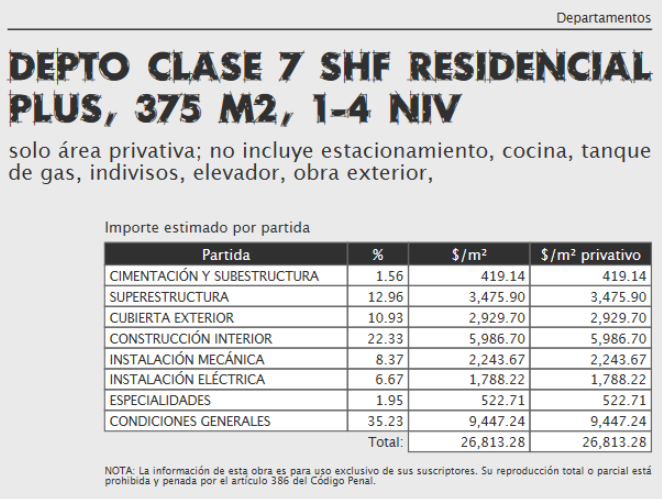 Departamentos
DEPTO CLASE 7 SHF RESIDENCIAL
PLUS, 375 M2, 1-4 NIV
solo área privativa; no incluye estacionamiento, cocina, tanque
de gas, indivisos, elevador, obra exterior,
Importe estimado por partida
Partida % $/m² $/m² privativo
CIMENTACIÓN Y SUBESTRUCTURA 1.56 419.14 419.14
SUPERESTRUCTURA 12.96 3,475.90 3,475.90
CUBIERTA EXTERIOR 10.93 2,929.70 2,929.70
CONSTRUCCIÓN INTERIOR 22.33 5,986.70 5,986.70
INSTALACIÓN MECÁNICA 8.37 2,243.67 2,243.67
INSTALACIÓN ELÉCTRICA 6.67 1,788.22 1,788.22
ESPECIALIDADES 1.95 522.71 522.71
CONDICIONES GENERALES 35.23 9,447.24 9,447.24
Total: 26,813.28 26,813.28
NOTA: La información de esta obra es para uso exclusivo de sus suscriptores. Su reproducción total o parcial está
prohibida y penada por el artículo 386 del Código Penal.